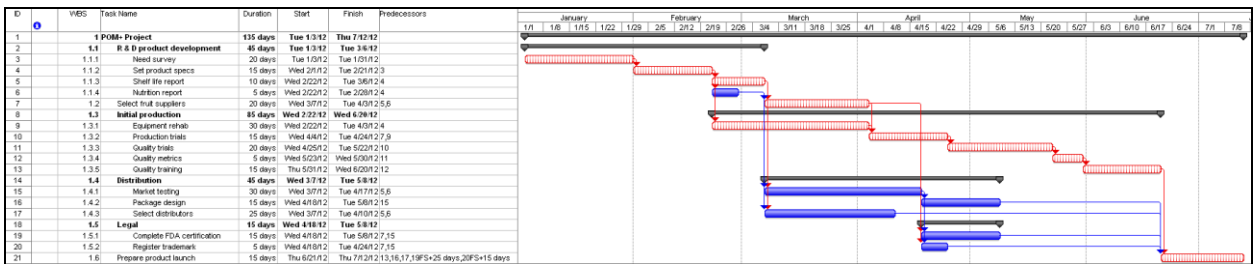 ID WBS Task Name Duration Start Finish Predecessors
January February March April May June
1/1 1/8 1/15 1/22 1/29 2/5 2/12 2/19 2/26 3/4 3/11 3/18 3/25 4/1 4/8 4/15 4/22 4/29 5/6 5/13 5/20 5/27 6/3 6/10 6/17 6/24 7/1 7/8
1 1 POM+ Project 135 days Tue 1/3/12 Thu 7/12/12
2 1.1 R & D product development 45 days Tue 1/3/12 Tue 3/6/12
3 1.1.1 Need survey 20 days Tue 1/3/12 Tue 1/31/12
4 1.1.2 Set product specs 15 days Wed 2/1/12 Tue 2/21/12 3
5 1.1.3 Shelf life report 10 days Wed 2/22/12 Tue 3/6/12 4
6 1.1.4 Nutrition report 5 days Wed 2/22/12 Tue 2/28/12 4
7 1.2 Select fruit suppliers 20 days Wed 3/7/12 Tue 4/3/12 5,6
8 1.3 Initial production 85 days Wed 2/22/12 Wed 6/20/12
9 1.3.1 Equipment rehab 30 days Wed 2/22/12 Tue 4/3/12 4
10 1.3.2 Production trials 15 days Wed 4/4/12 Tue 4/24/12 7,9
11 1.3.3 Quality trials 20 days Wed 4/25/12 Tue 5/22/12 10
12 1.3.4 Quality metrics 5 days Wed 5/23/12 Wed 5/30/12 11
13 1.3.5 Quality training 15 days Thu 5/31/12 Wed 6/20/12 12
14 1.4 Distribution 45 days Wed 3/7/12 Tue 5/8/12
15 1.4.1 Market testing 30 days Wed 3/7/12 Tue 4/17/12 5,6
16 1.4.2 Package design 15 days Wed 4/18/12 Tue 5/8/12 15
17 1.4.3 Select distributors 25 days Wed 3/7/12 Tue 4/10/12 5,6
18 1.5 Legal 15 days Wed 4/18/12 Tue 5/8/12
19 1.5.1 Complete FDA certification 15 days Wed 4/18/12 Tue 5/8/12 7,15
20 1.5.2 Register trademark 5 days Wed 4/18/12 Tue 4/24/12 7,15
21 1.6 Prepare product launch 15 days Thu 6/21/12 Thu 7/12/12 13,16,17,19FS+25 days,20FS+15 days